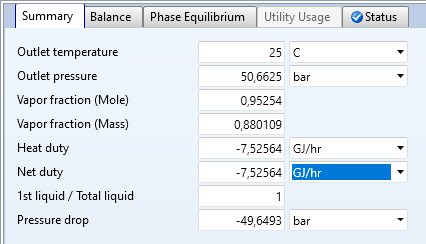 Summary Balance Phase Equilibrium Utility Usage Status
Outlet temperature 25 C
Outlet pressure 50,6625 bar
Vapor fraction (Mole) 0,95254
Vapor fraction (Mass) 0,880109
Heat duty -7,52564 GJ/hr
Net duty -7,52564 GJ/hr
1st liquid / Total liquid 1
Pressure drop -49,6493 bar